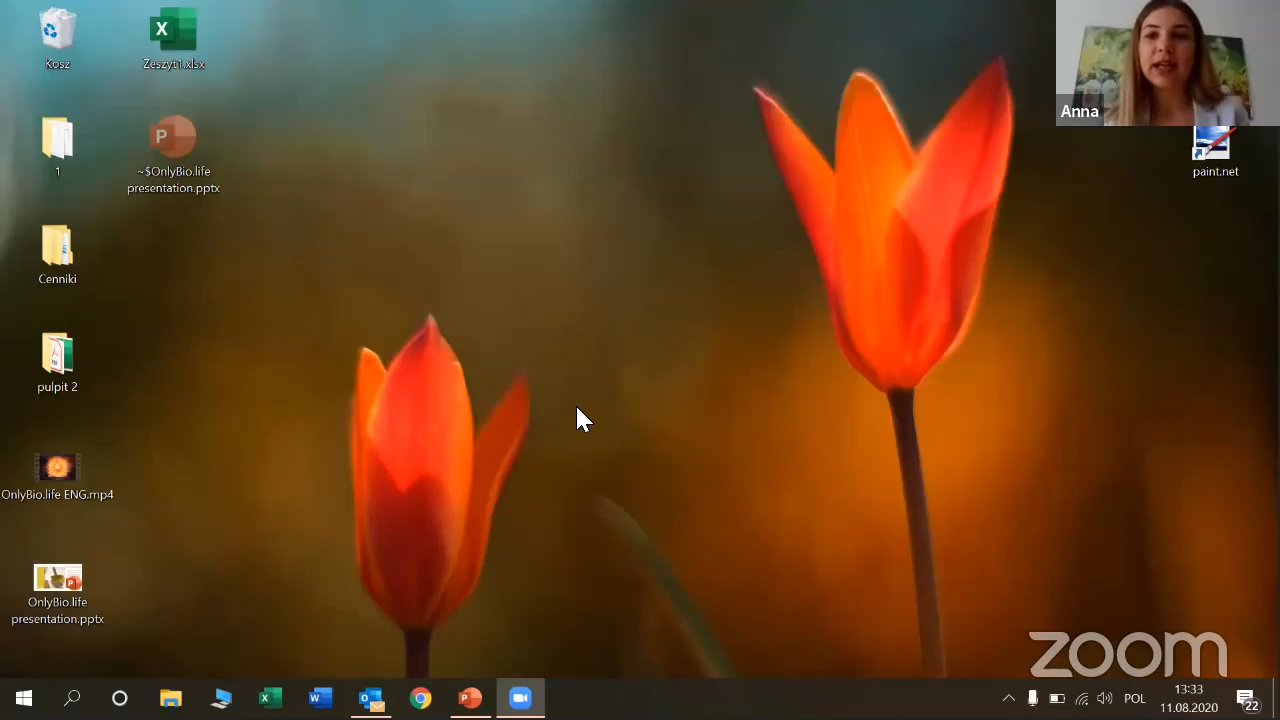 Kosz
Zeszyt1.xlsx
Anna
1
~$OnlyBio.life
presentation.pptx
paint.net
Cenniki
pulpit 2
OnlyBio.life ENG.mp4
OnlyBio.life
presentation.pptx
zoom
POL
13:33
11.08.2020
22